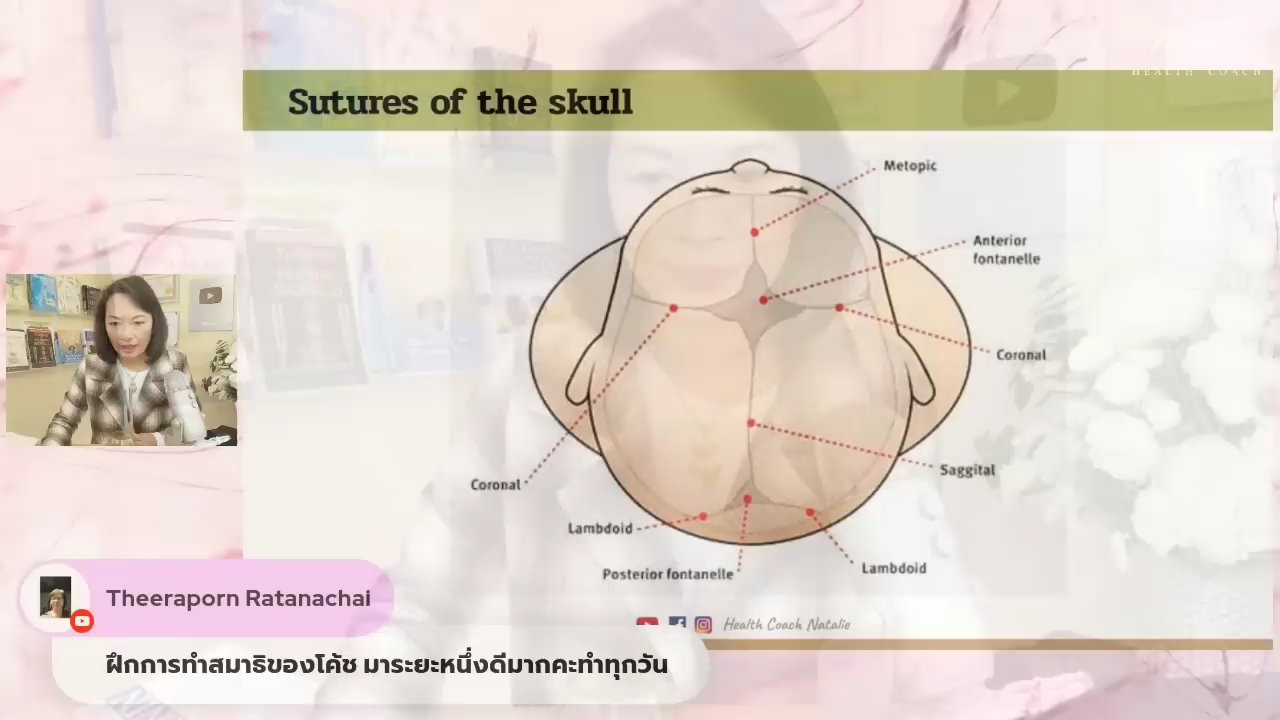 HEALTH COACH
Sutures of the skull
Metopic
Anterior
fontanelle
Coronal
Saggital
Coronal
Lambdoid
Lambdoid
Posterior fontanelle
Health Coach Natalie
Theeraporn Ratanachai
ฝึกการทำสมาธิของโค้ช มาระยะหนึ่งดีมากคะทำทุกวัน